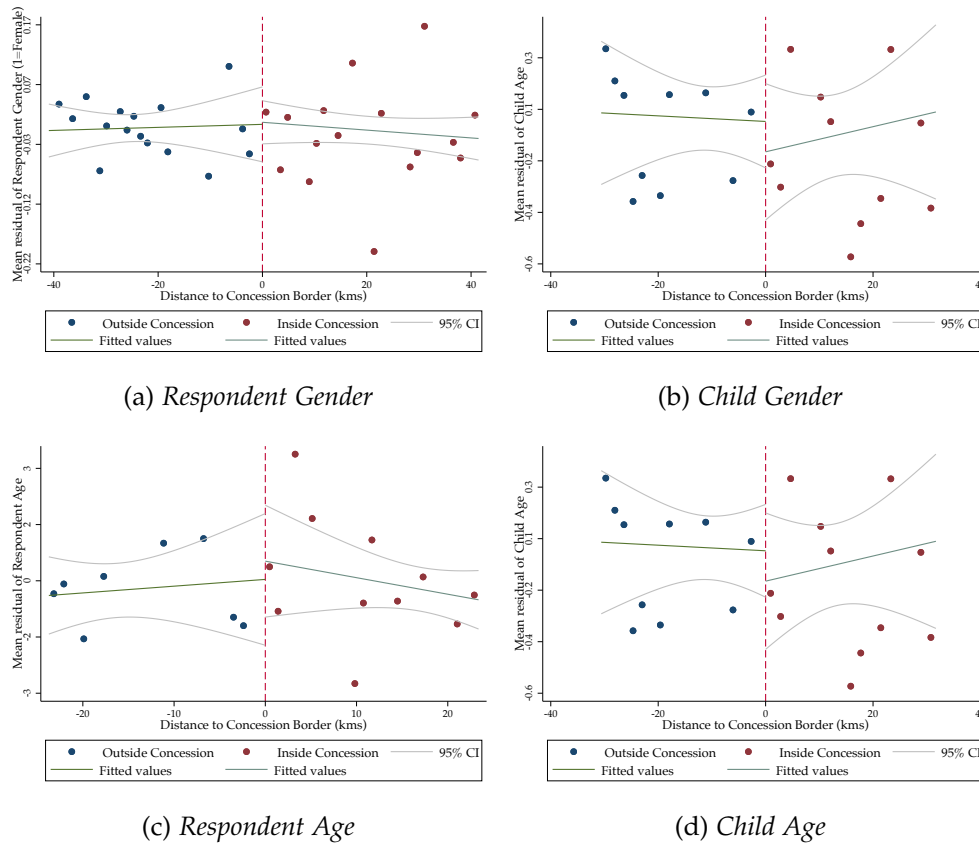 Mean residual of Respondent Gender (1=Female)
0.17
0.07
-0.03
-0.12
-0.22
-40 -20 0 20 40
Distance to Concession Border (kms)
Outside Concession Inside Concession 95% CI
Fitted values Fitted values
(a) Respondent Gender
Mean residual of Child Age
0.3
0.1
-0.2
-0.4
-0.6
-40 -20 0 20 40
Distance to Concession Border (kms)
Outside Concession Inside Concession 95% CI
Fitted values Fitted values
(b) Child Gender
Mean residual of Respondent Age
3
2
0
-2
-3
-20 -10 0 10 20
Distance to Concession Border (kms)
Outside Concession Inside Concession 95% CI
Fitted values Fitted values
(c) Respondent Age
Mean residual of Child Age
0.3
0.1
-0.2
-0.4
-0.6
-40 -20 0 20 40
Distance to Concession Border (kms)
Outside Concession Inside Concession 95% CI
Fitted values Fitted values
(d) Child Age